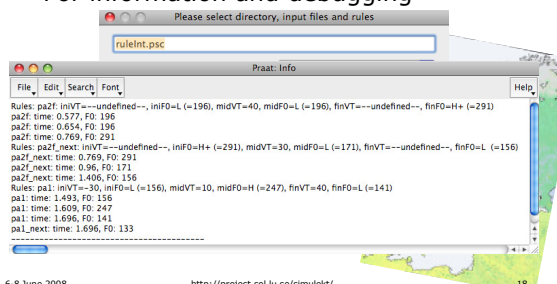 For information and debugging
Please select directory, input files and rules
ruleInt.psc
Praat: Info
File Edit Search Font Help
Rules: pa2f: iniVT=--undefined--, iniF0=L (=196), midVT=40, midF0=L (=196), finVT=--undefined--, finF0=H+ (=291)
pa2f: time: 0.577, F0: 196
pa2f: time: 0.654, F0: 196
pa2f: time: 0.769, F0: 291
Rules: pa2f_next: iniVT=--undefined--, iniF0=H+ (=291), midVT=30, midF0=L (=171), finVT=--undefined--, finF0=L (=156)
pa2f_next: time: 0.769, F0: 291
pa2f_next: time: 0.96, F0: 171
pa2f_next: time: 1.406, F0: 156
Rules: pa1: iniVT=-30, iniF0=L (=156), midVT=10, midF0=H (=247), finVT=40, finF0=L (=141)
pa1: time: 1.493, F0: 156
pa1: time: 1.609, F0: 247
pa1: time: 1.696, F0: 141
pa1_next: time: 1.696, F0: 133
----------------------------------------
6-8 June 2008 http://project.sol.lu.se/simulekt/ 18